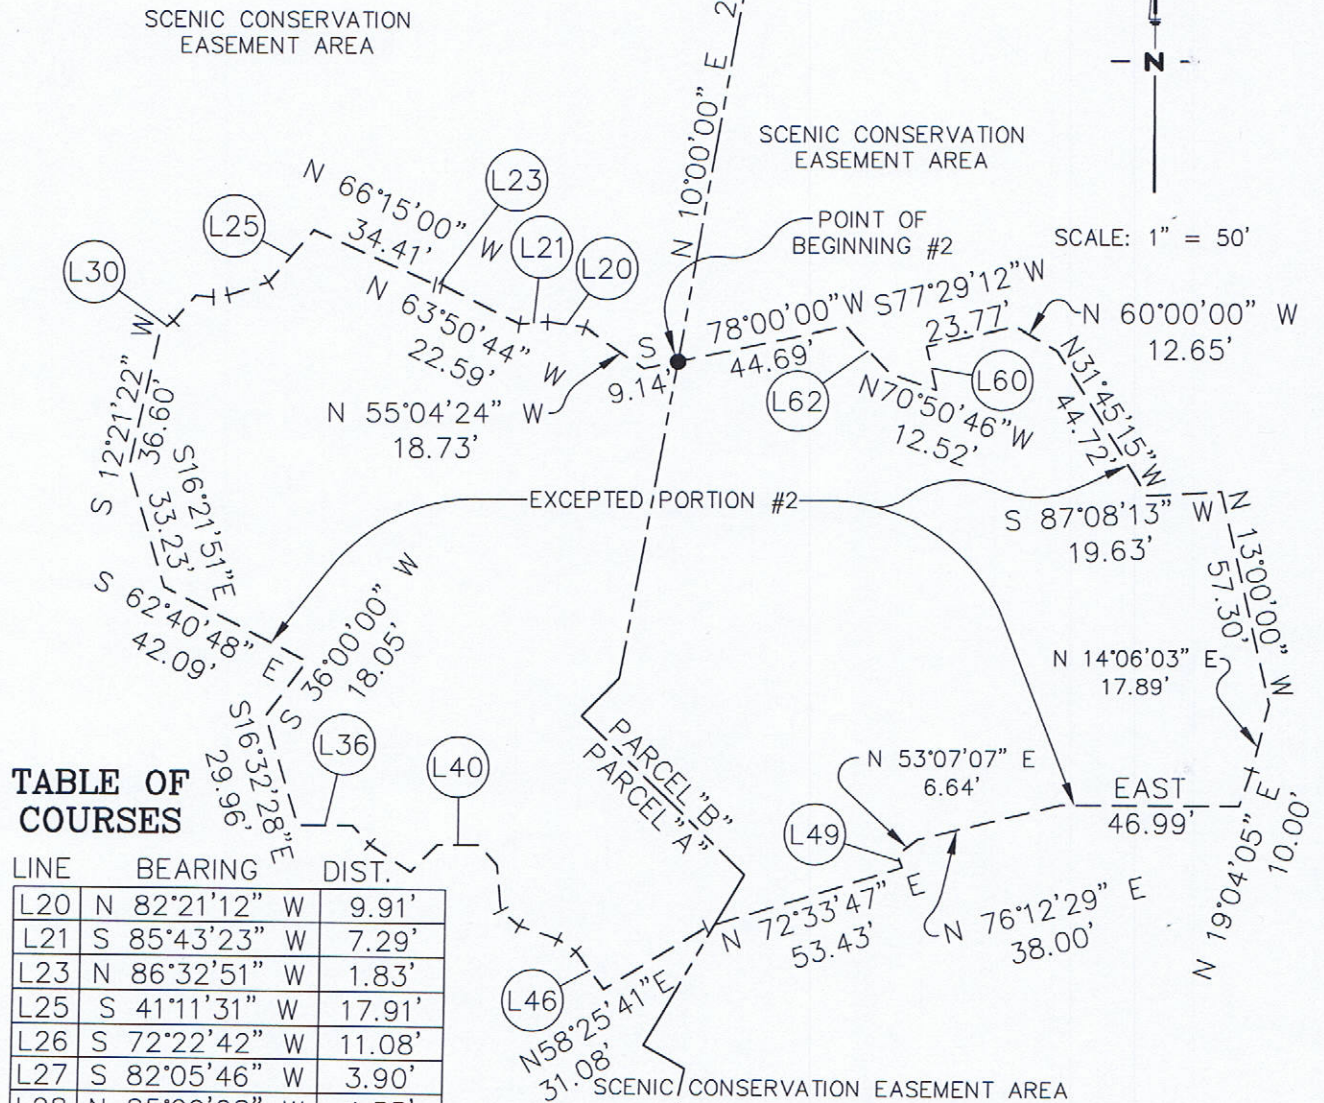 SCENIC CONSERVATION
EASEMENT AREA
N 10°00'00" E 2
N
SCENIC CONSERVATION
EASEMENT AREA
SCALE: 1" = 50'
POINT OF
BEGINNING #2
N 66°15'00" W
34.41'
L23
L25
L21
L20
L30
N 63°50'44" W
22.59'
N 55°04'24" W
18.73'
S 78°00'00" W
9.14'
44.69'
S77°29'12"W
23.77'
N 60°00'00" W
12.65'
L62
L60
N70°50'46"W
12.52'
N31°45'15"W
44.72'
S 12°21'22" W
36.60'
S16°21'51"E
33.23'
EXCEPTED PORTION #2
S 87°08'13" W
19.63'
N 13°00'00" W
57.30'
S 62°40'48" E
42.09'
S 36°00'00" W
18.05'
N 14°06'03" E
17.89'
S16°32'28"E
29.96'
L36
L40
PARCEL "B"
PARCEL "A"
N 53°07'07" E
6.64'
L49
EAST
46.99'
N 19°04'05" E
10.00'
N 72°33'47" E
53.43'
N 76°12'29" E
38.00'
L46
N58°25'41"E
31.08'
SCENIC CONSERVATION EASEMENT AREA
TABLE OF
COURSES
LINE BEARING DIST.
L20 N 82°21'12" W 9.91'
L21 S 85°43'23" W 7.29'
L23 N 86°32'51" W 1.83'
L25 S 41°11'31" W 17.91'
L26 S 72°22'42" W 11.08'
L27 S 82°05'46" W 3.90'